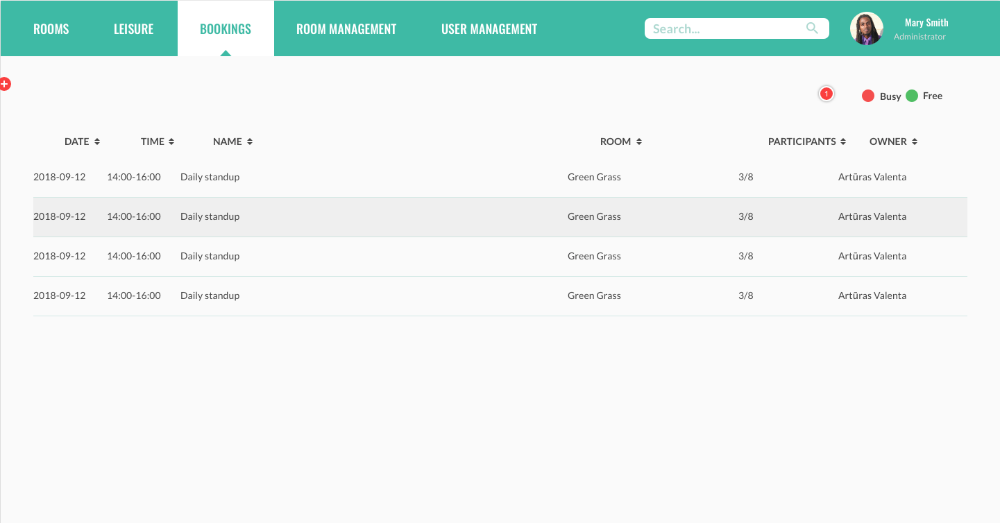 ROOMS LEISURE BOOKINGS ROOM MANAGEMENT USER MANAGEMENT Search... Mary Smith
Administrator
1 Busy Free
DATE TIME NAME ROOM PARTICIPANTS OWNER
2018-09-12 14:00-16:00 Daily standup Green Grass 3/8 Artūras Valenta
2018-09-12 14:00-16:00 Daily standup Green Grass 3/8 Artūras Valenta
2018-09-12 14:00-16:00 Daily standup Green Grass 3/8 Artūras Valenta
2018-09-12 14:00-16:00 Daily standup Green Grass 3/8 Artūras Valenta